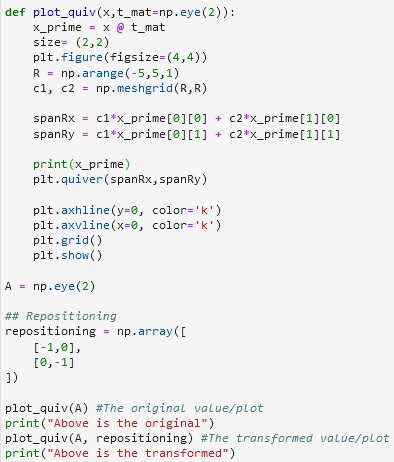 def plot_quiv(x,t_mat=np.eye(2)):
    x_prime = x @ t_mat
    size= (2,2)
    plt.figure(figsize=(4,4))
    R = np.arange(-5,5,1)
    c1, c2 = np.meshgrid(R,R)

    spanRx = c1*x_prime[0][0] + c2*x_prime[1][0]
    spanRy = c1*x_prime[0][1] + c2*x_prime[1][1]

    print(x_prime)
    plt.quiver(spanRx,spanRy)

    plt.axhline(y=0, color='k')
    plt.axvline(x=0, color='k')
    plt.grid()
    plt.show()

A = np.eye(2)

## Repositioning
repositioning = np.array([
    [-1,0],
    [0,-1]
])

plot_quiv(A) #The original value/plot
print("Above is the original")
plot_quiv(A, repositioning) #The transformed value/plot
print("Above is the transformed")